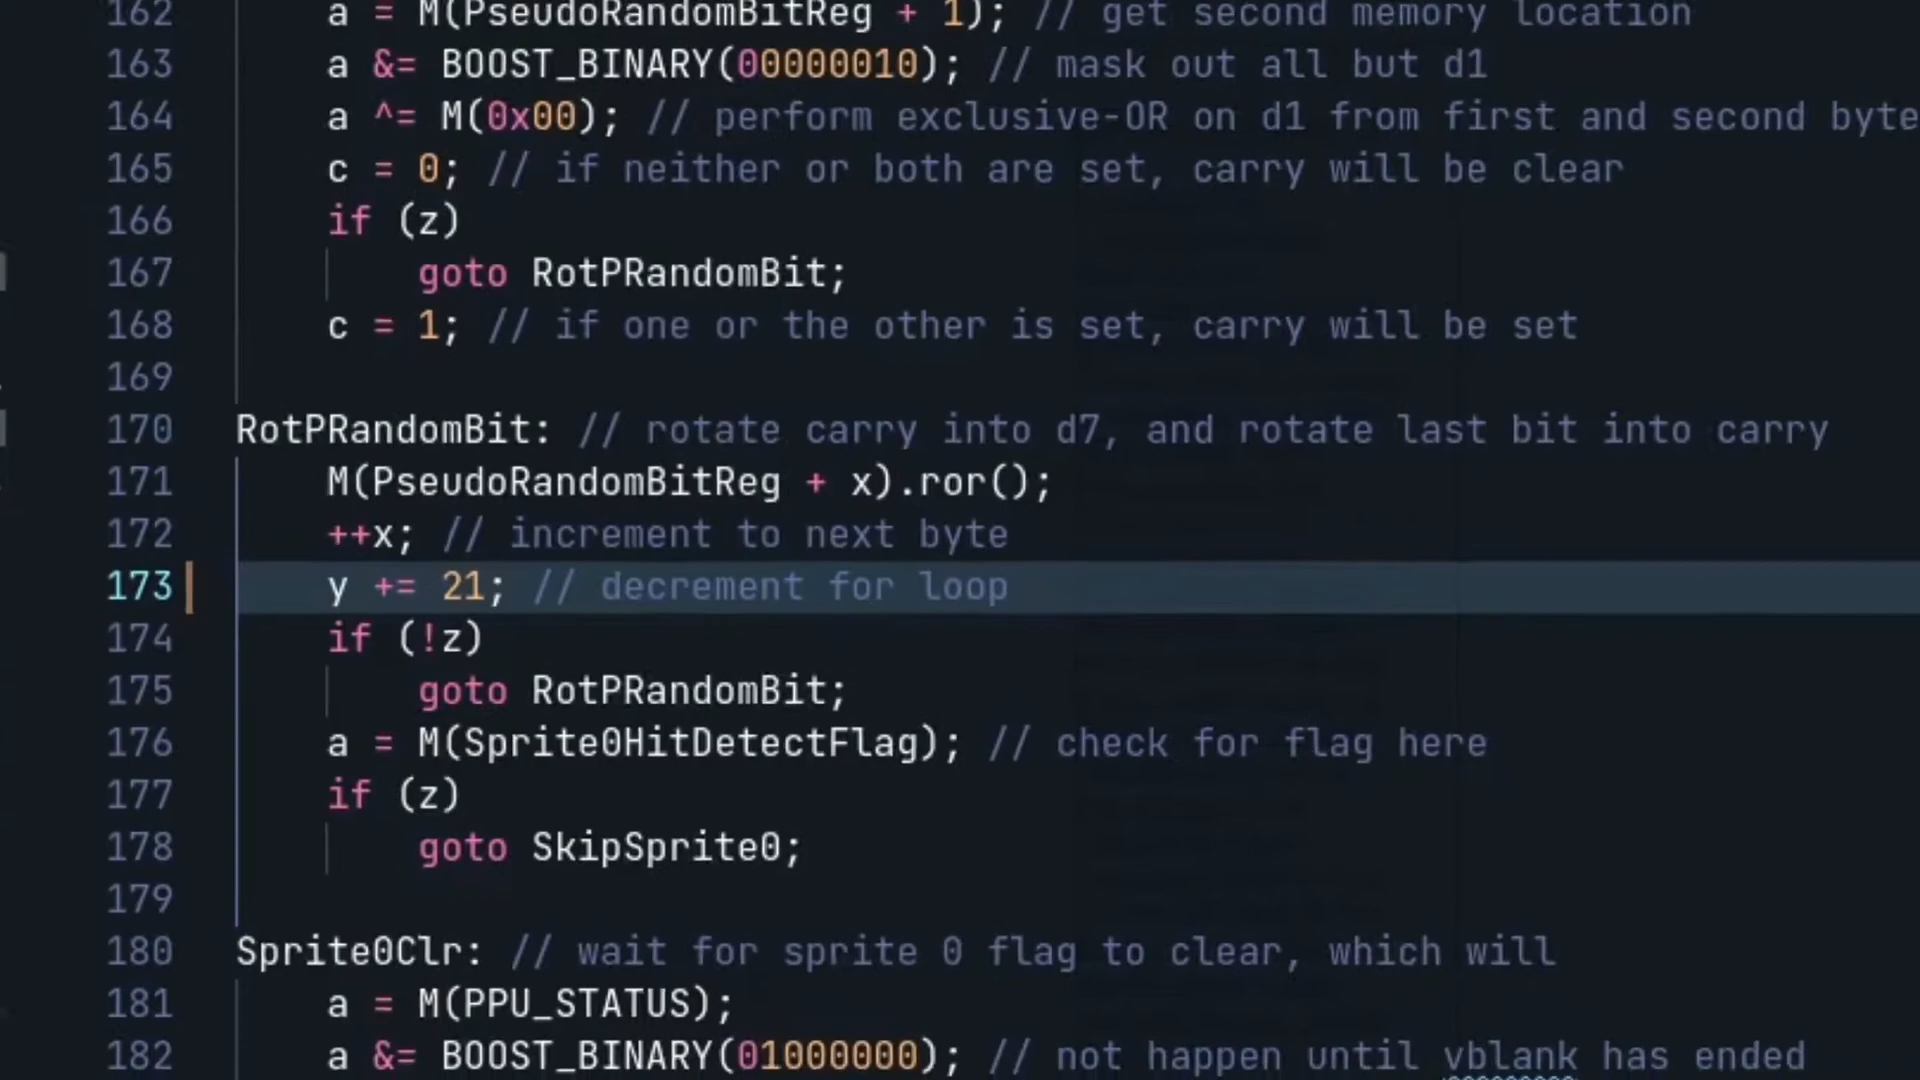 162 a = M(PseudoRandomBitReg + 1); // get second memory location
163 a &= BOOST_BINARY(00000010); // mask out all but d1
164 a ^= M(0x00); // perform exclusive-OR on d1 from first and second byte
165 c = 0; // if neither or both are set, carry will be clear
166 if (z)
167 goto RotPRandomBit;
168 c = 1; // if one or the other is set, carry will be set
169
170 RotPRandomBit: // rotate carry into d7, and rotate last bit into carry
171 M(PseudoRandomBitReg + x).ror();
172 ++x; // increment to next byte
173 y += 21; // decrement for loop
174 if (!z)
175 goto RotPRandomBit;
176 a = M(Sprite0HitDetectFlag); // check for flag here
177 if (z)
178 goto SkipSprite0;
179
180 Sprite0Clr: // wait for sprite 0 flag to clear, which will
181 a = M(PPU_STATUS);
182 a &= BOOST_BINARY(01000000); // not happen until vblank has ended